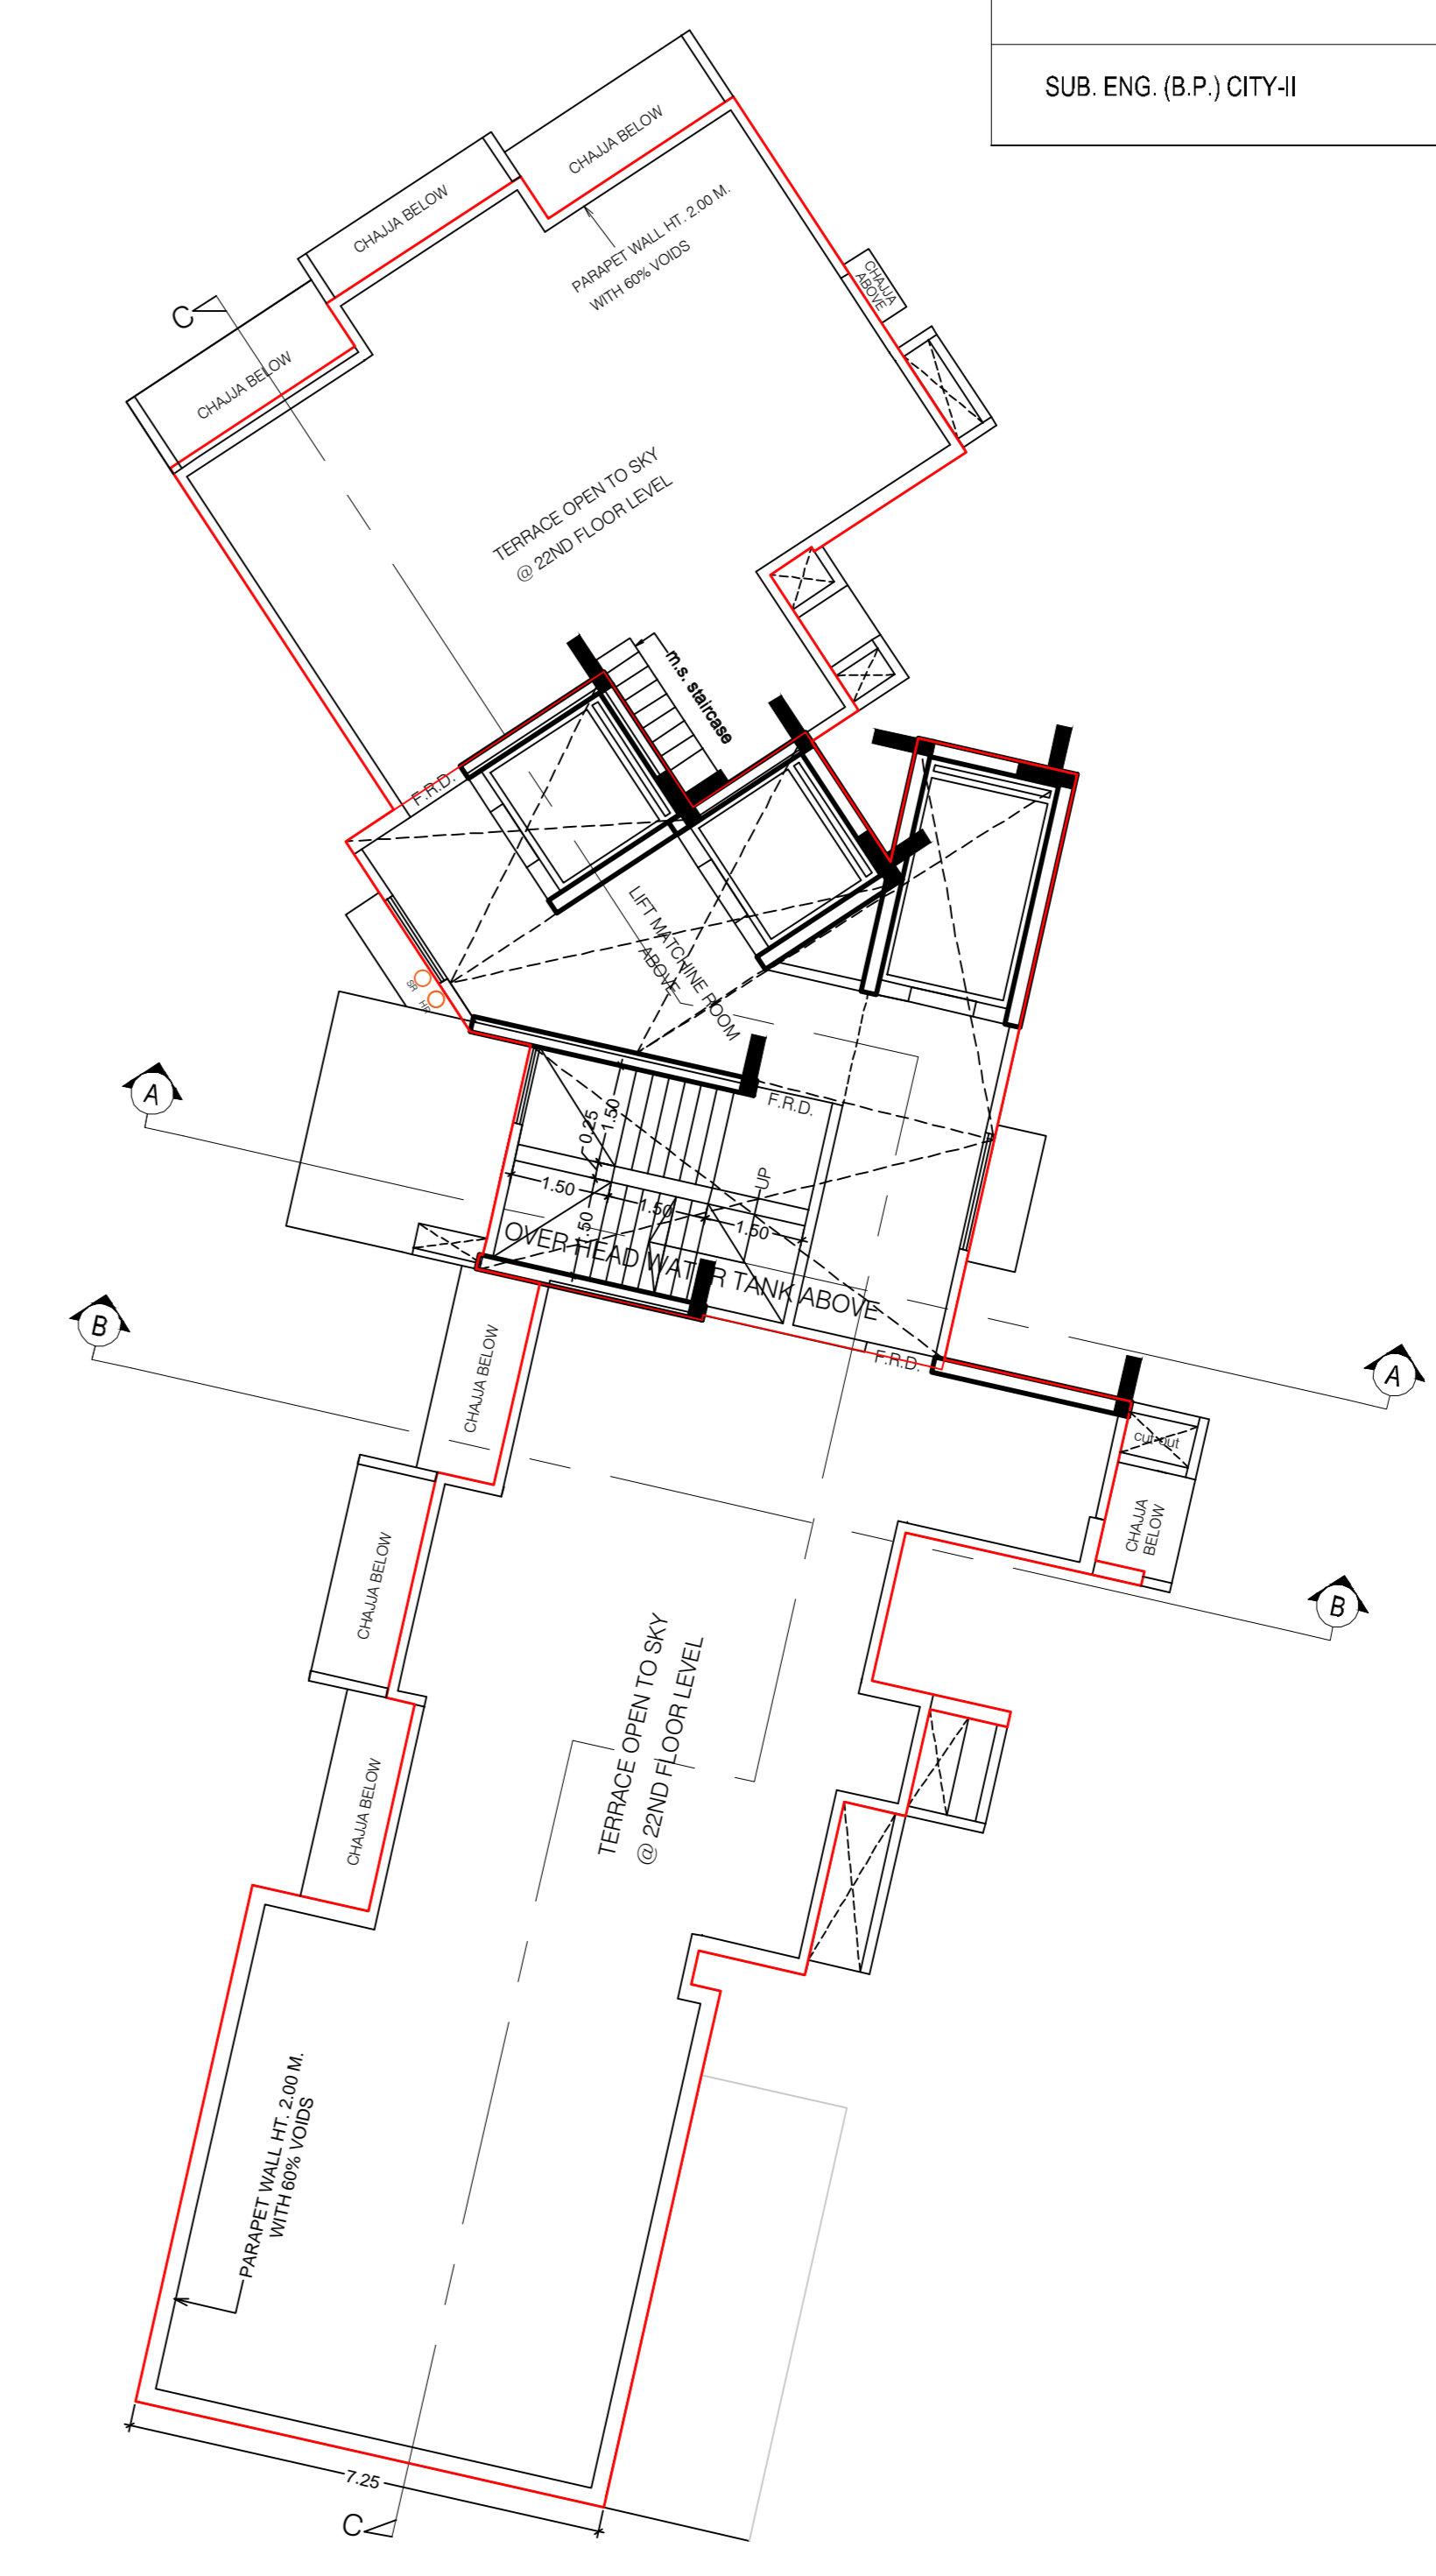 SUB. ENG. (B.P.) CITY-II
CHAJJA BELOW
CHAJJA BELOW
CHAJJA BELOW
PARAPET WALL HT. 2.00 M.
WITH 60% VOIDS
CHAJJA
ABOVE
C
TERRACE OPEN TO SKY
@ 22ND FLOOR LEVEL
m.s. staircase
F.R.D.
LIFT MATCHINE ROOM
ABOVE
SR
HR
A
F.R.D.
0.25
1.50
UP
1.50
1.50
1.50
1.50
OVER HEAD WATER TANK ABOVE
B
F.R.D.
A
CHAJJA BELOW
cut out
CHAJJA
BELOW
CHAJJA BELOW
B
TERRACE OPEN TO SKY
@ 22ND FLOOR LEVEL
CHAJJA BELOW
PARAPET WALL HT. 2.00 M.
WITH 60% VOIDS
7.25
C